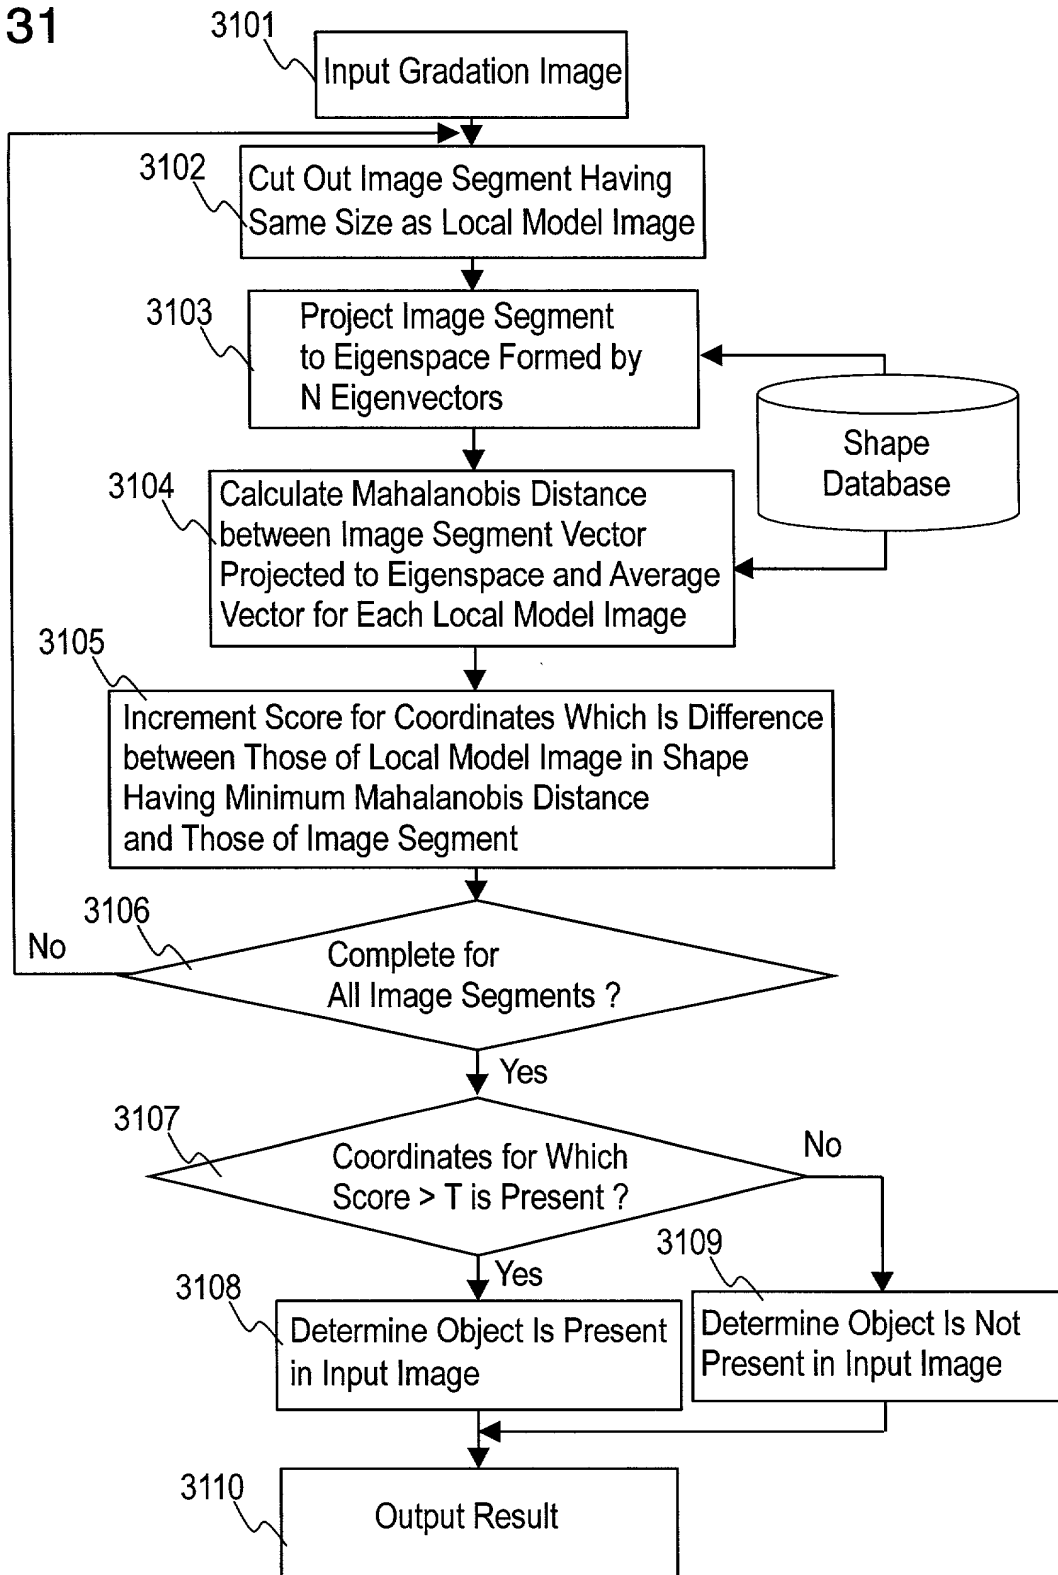 31
3101
Input Gradation Image
3102
Cut Out Image Segment Having
Same Size as Local Model Image
3103
Project Image Segment
to Eigenspace Formed by
N Eigenvectors
Shape
Database
3104
Calculate Mahalanobis Distance
between Image Segment Vector
Projected to Eigenspace and Average
Vector for Each Local Model Image
3105
Increment Score for Coordinates Which Is Difference
between Those of Local Model Image in Shape
Having Minimum Mahalanobis Distance
and Those of Image Segment
3106
No
Complete for
All Image Segments ?
Yes
3107
Coordinates for Which
Score > T is Present ?
No
Yes
3108
Determine Object Is Present
in Input Image
3109
Determine Object Is Not
Present in Input Image
3110
Output Result